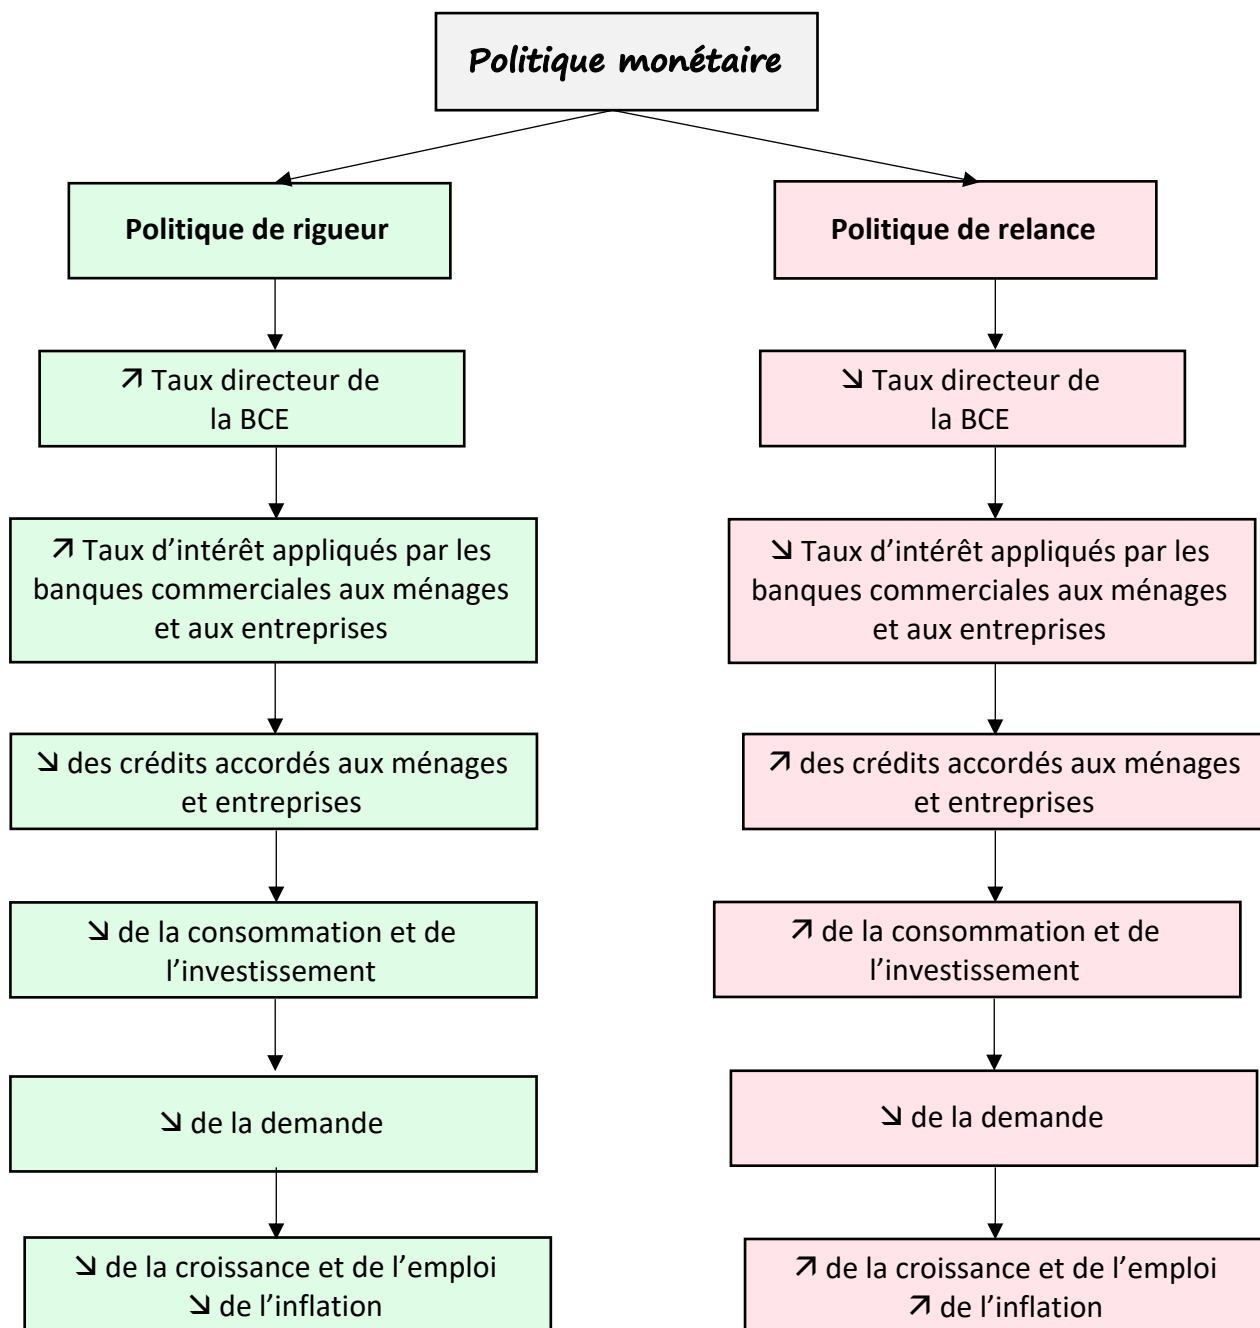 Politique monétaire
Politique de rigueur
Politique de relance
↗ Taux directeur de
la BCE
↘ Taux directeur de
la BCE
↗ Taux d’intérêt appliqués par les
banques commerciales aux ménages
et aux entreprises
↘ Taux d’intérêt appliqués par les
banques commerciales aux ménages
et aux entreprises
↘ des crédits accordés aux ménages
et entreprises
↗ des crédits accordés aux ménages
et entreprises
↘ de la consommation et de
l’investissement
↗ de la consommation et de
l’investissement
↘ de la demande
↘ de la demande
↘ de la croissance et de l’emploi
↘ de l’inflation
↗ de la croissance et de l’emploi
↗ de l’inflation